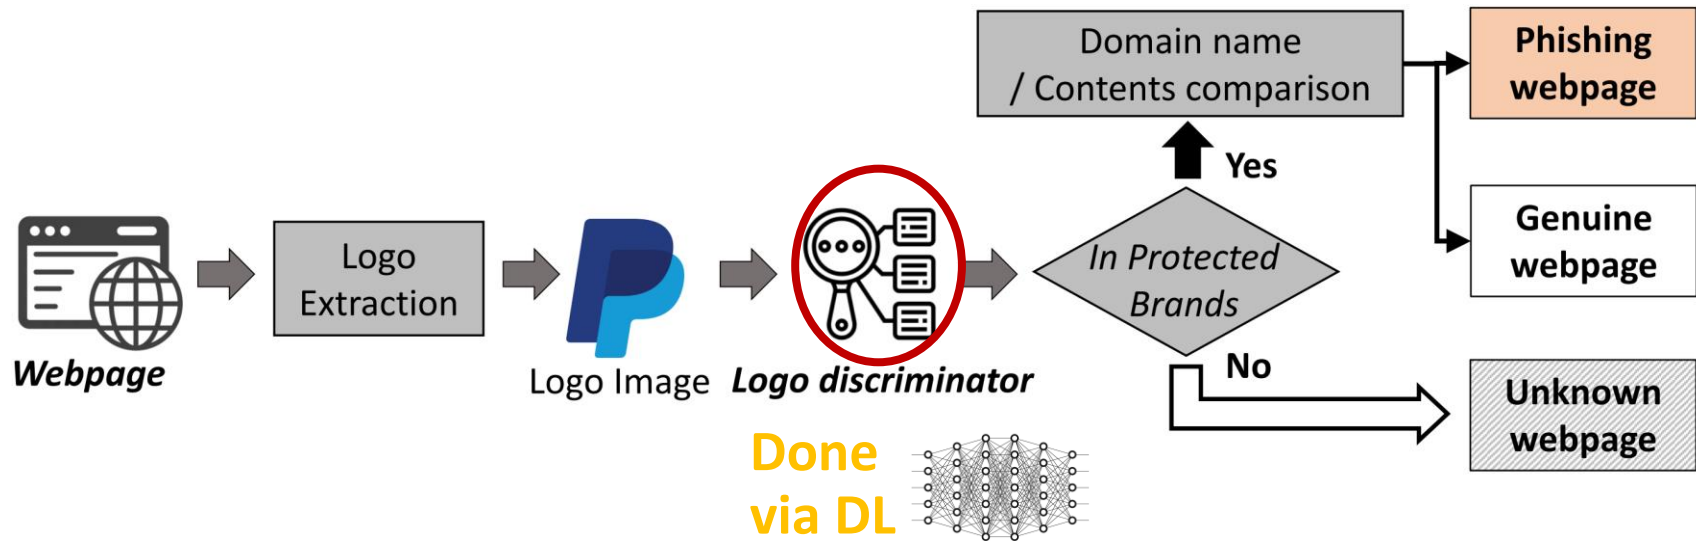 Webpage
Logo
Extraction
Logo Image
Logo discriminator
Done
via DL
In Protected
Brands
Yes
No
Domain name
/ Contents comparison
Phishing
webpage
Genuine
webpage
Unknown
webpage